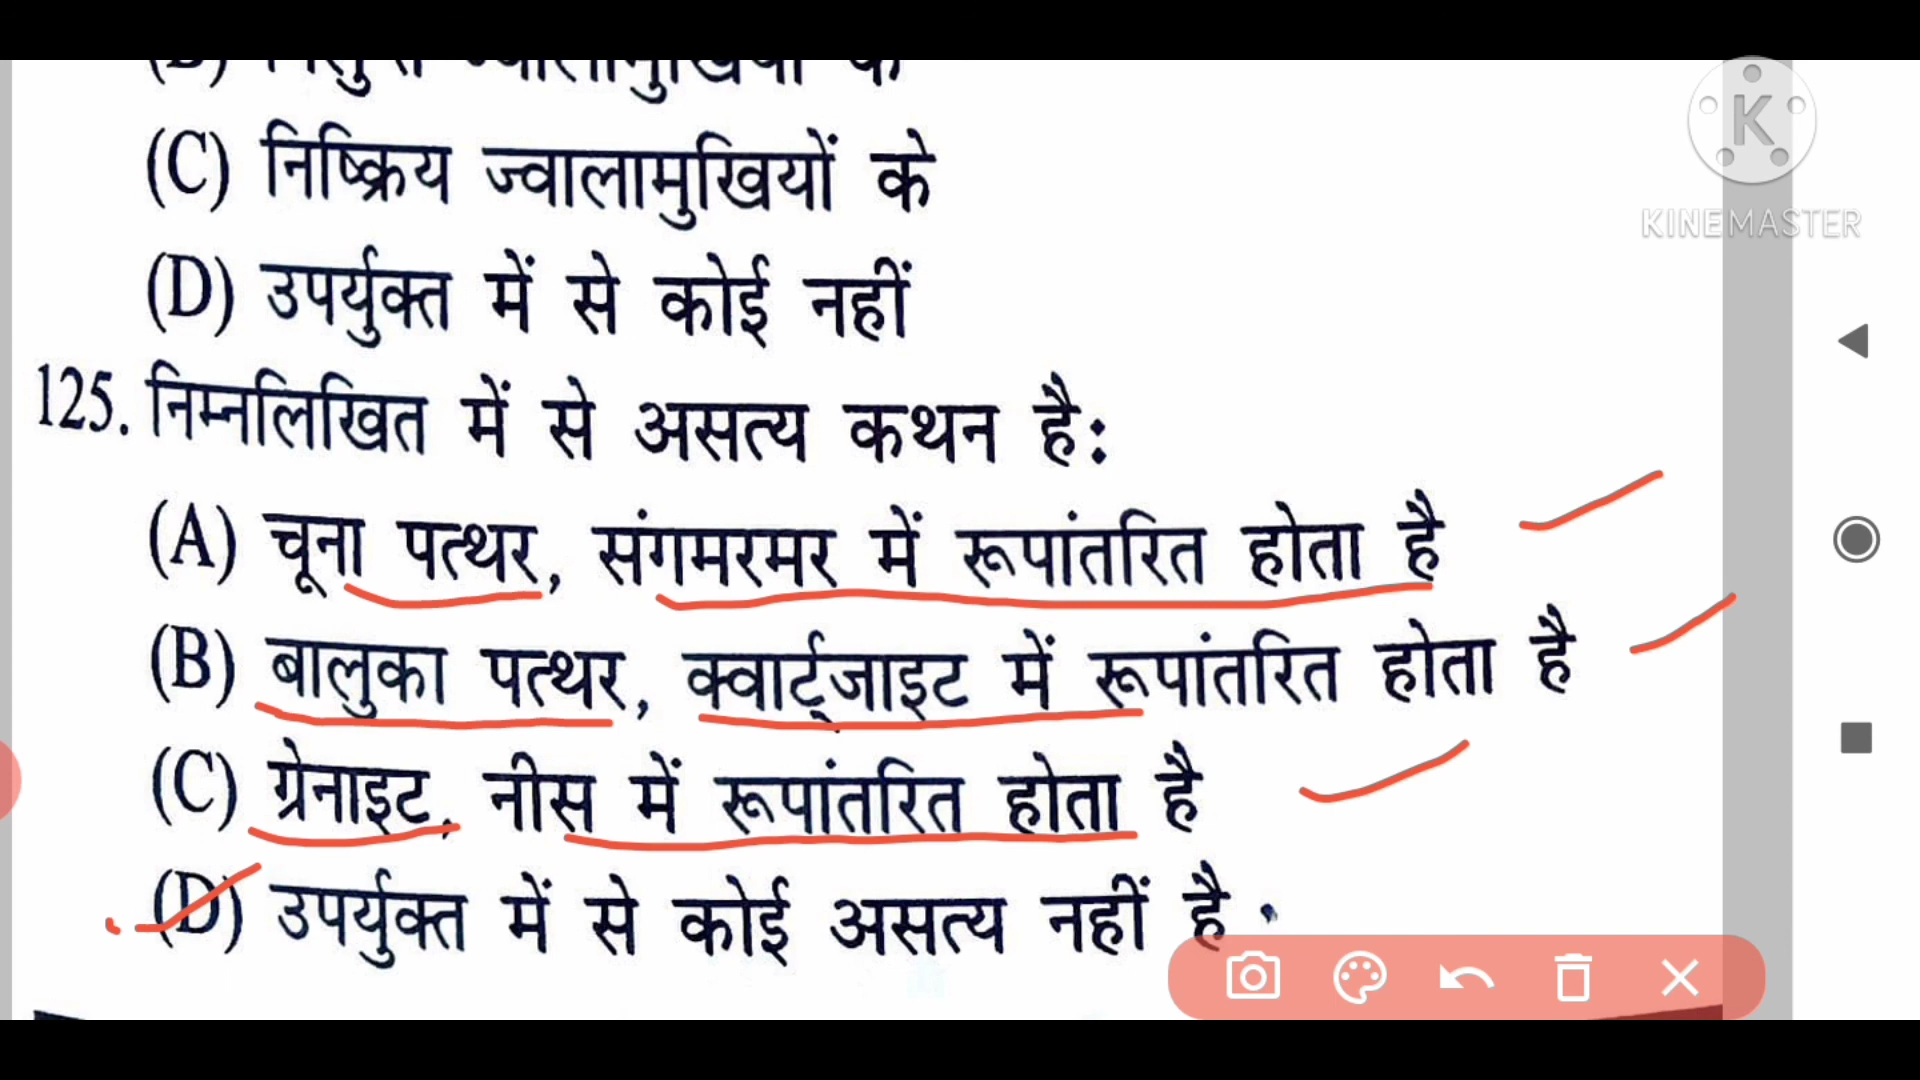 (C) निष्क्रिय ज्वालामुखियों के
(D) उपर्युक्त में से कोई नहीं
125. निम्नलिखित में से असत्य कथन है:
(A) चूना पत्थर, संगमरमर में रूपांतरित होता है
(B) बालुका पत्थर, क्वार्ट्जाइट में रूपांतरित होता है
(C) ग्रेनाइट, नीस में रूपांतरित होता है
(D) उपर्युक्त में से कोई असत्य नहीं है
K
KINEMASTER